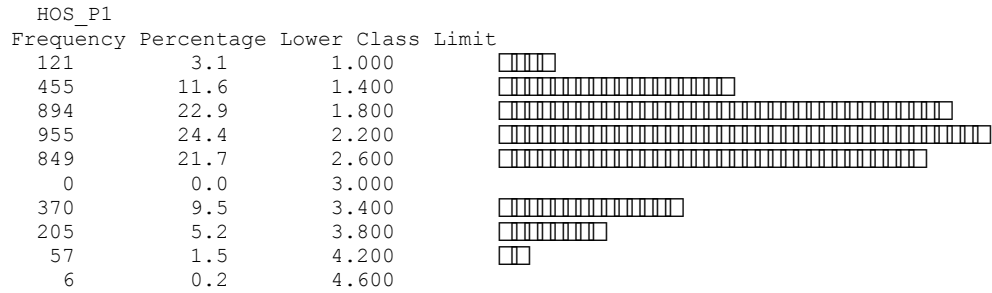 HOS_P1
Frequency Percentage Lower Class Limit
121 3.1 1.000
455 11.6 1.400
894 22.9 1.800
955 24.4 2.200
849 21.7 2.600
0 0.0 3.000
370 9.5 3.400
205 5.2 3.800
57 1.5 4.200
6 0.2 4.600